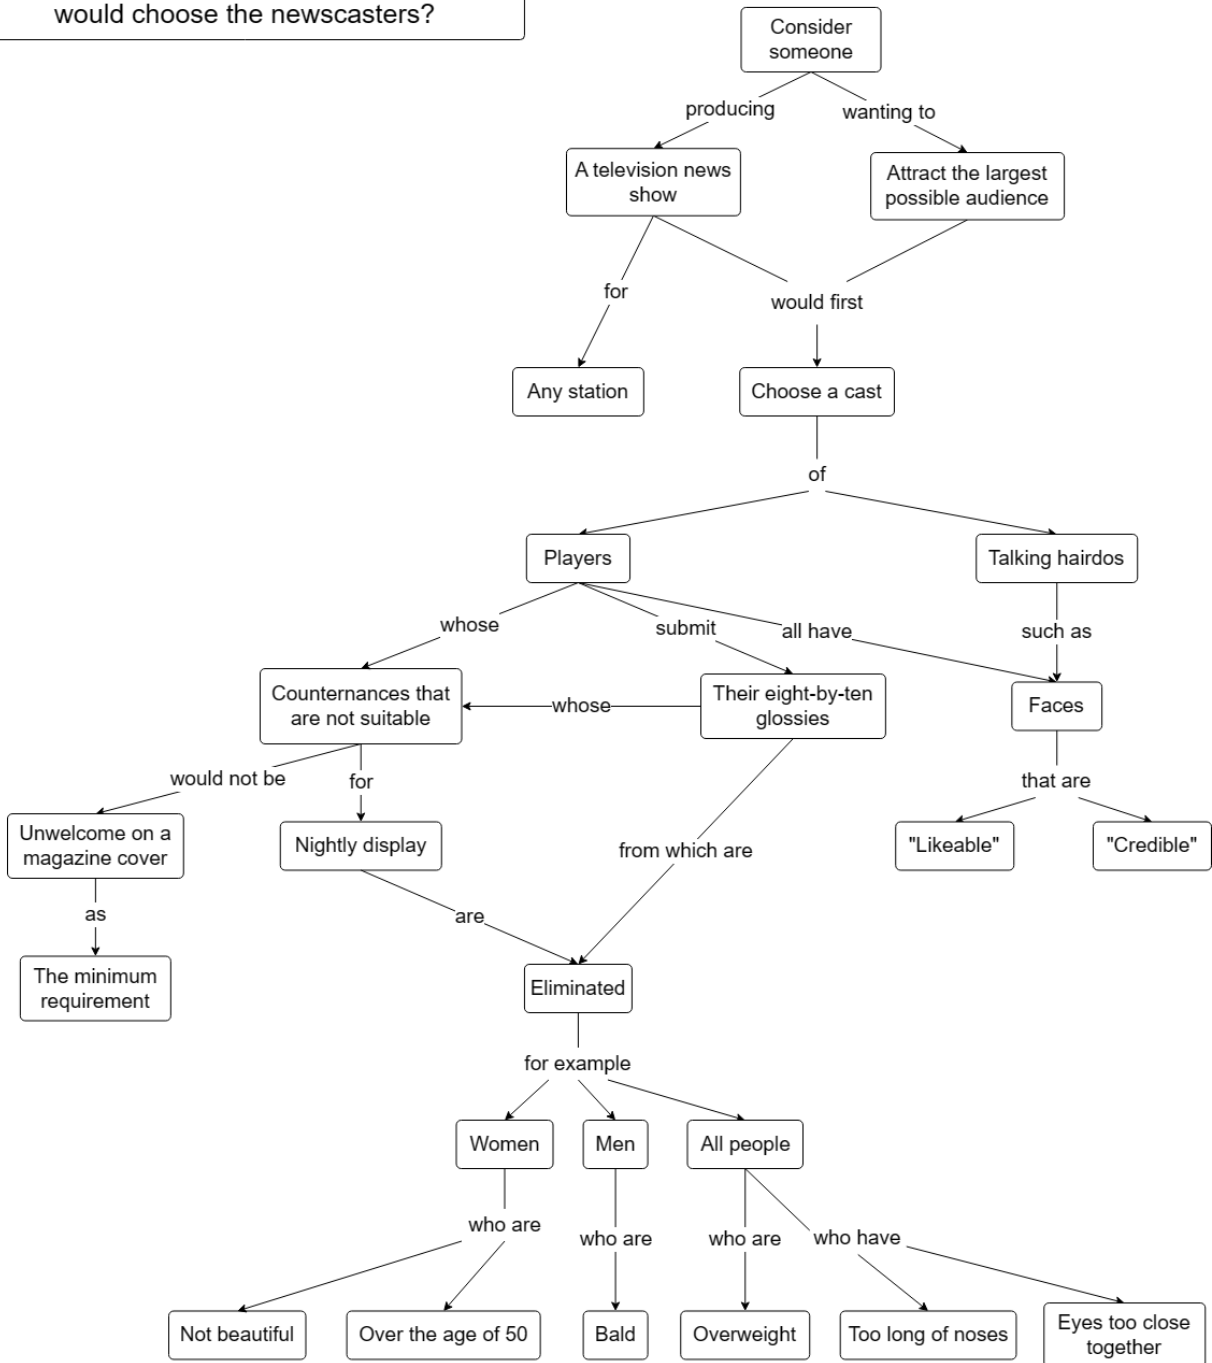 would choose the newscasters?
Consider
someone
producing
wanting to
A television news
show
Attract the largest
possible audience
for
would first
Any station
Choose a cast
of
Players
Talking hairdos
whose
submit
all have
such as
Counternances that
are not suitable
whose
Their eight-by-ten
glossies
Faces
would not be
for
that are
Unwelcome on a
magazine cover
Nightly display
from which are
"Likeable"
"Credible"
as
are
The minimum
requirement
Eliminated
for example
Women
Men
All people
who are
who are
who are
who have
Not beautiful
Over the age of 50
Bald
Overweight
Too long of noses
Eyes too close
together